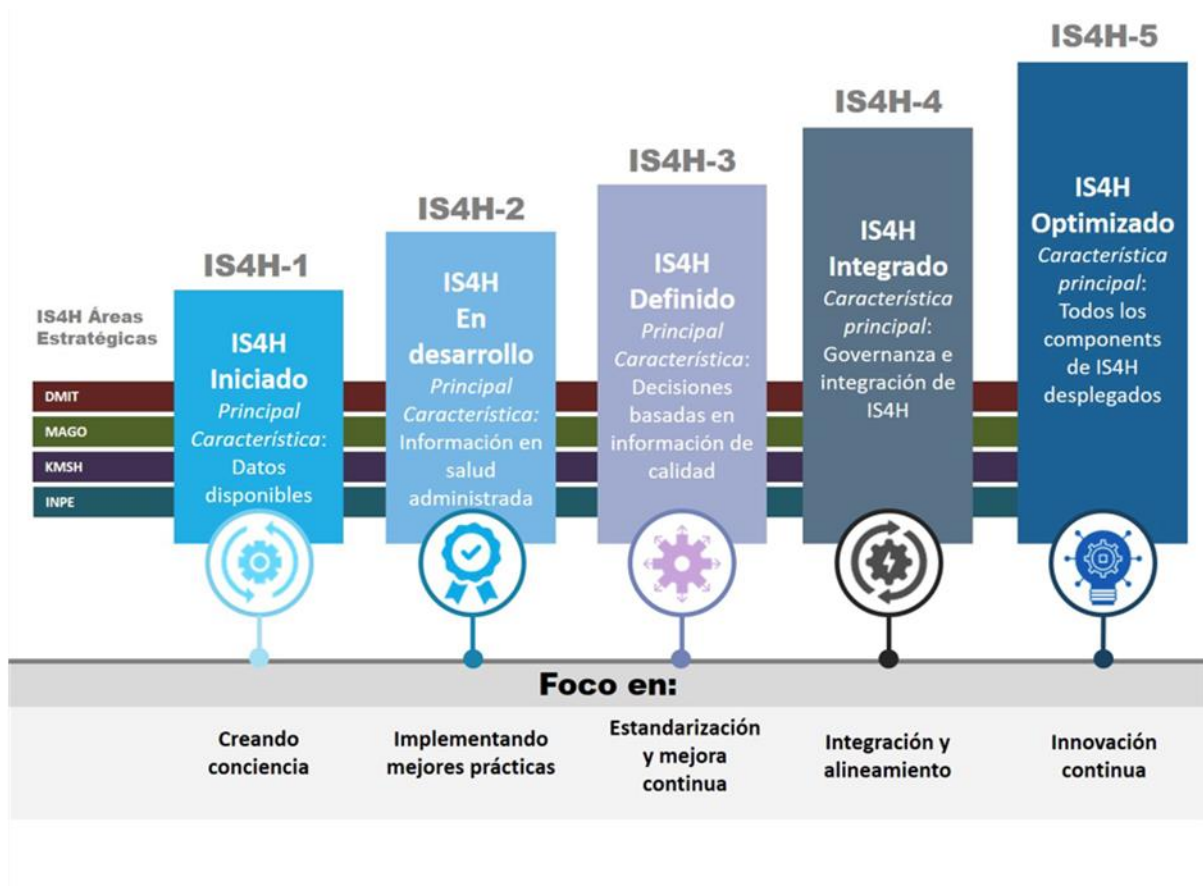 IS4H-5
IS4H-4
IS4H-3
IS4H-2
IS4H-1
IS4H Áreas
Estratégicas
DMIT
MAGO
KMSH
INPE
IS4H
Iniciado
Principal
Característica:
Datos
disponibles
IS4H
En
desarrollo
Principal
Característica:
Información en
salud
administrada
IS4H
Definido
Principal
Característica:
Decisiones
basadas en
información de
calidad
IS4H
Integrado
Característica
principal:
Governanza e
integración de
IS4H
IS4H
Optimizado
Característica
principal:
Todos los
components
de IS4H
desplegados
Foco en:
Creando
conciencia
Implementando
mejores prácticas
Estandarización
y mejora
continua
Integración y
alineamiento
Innovación
continua